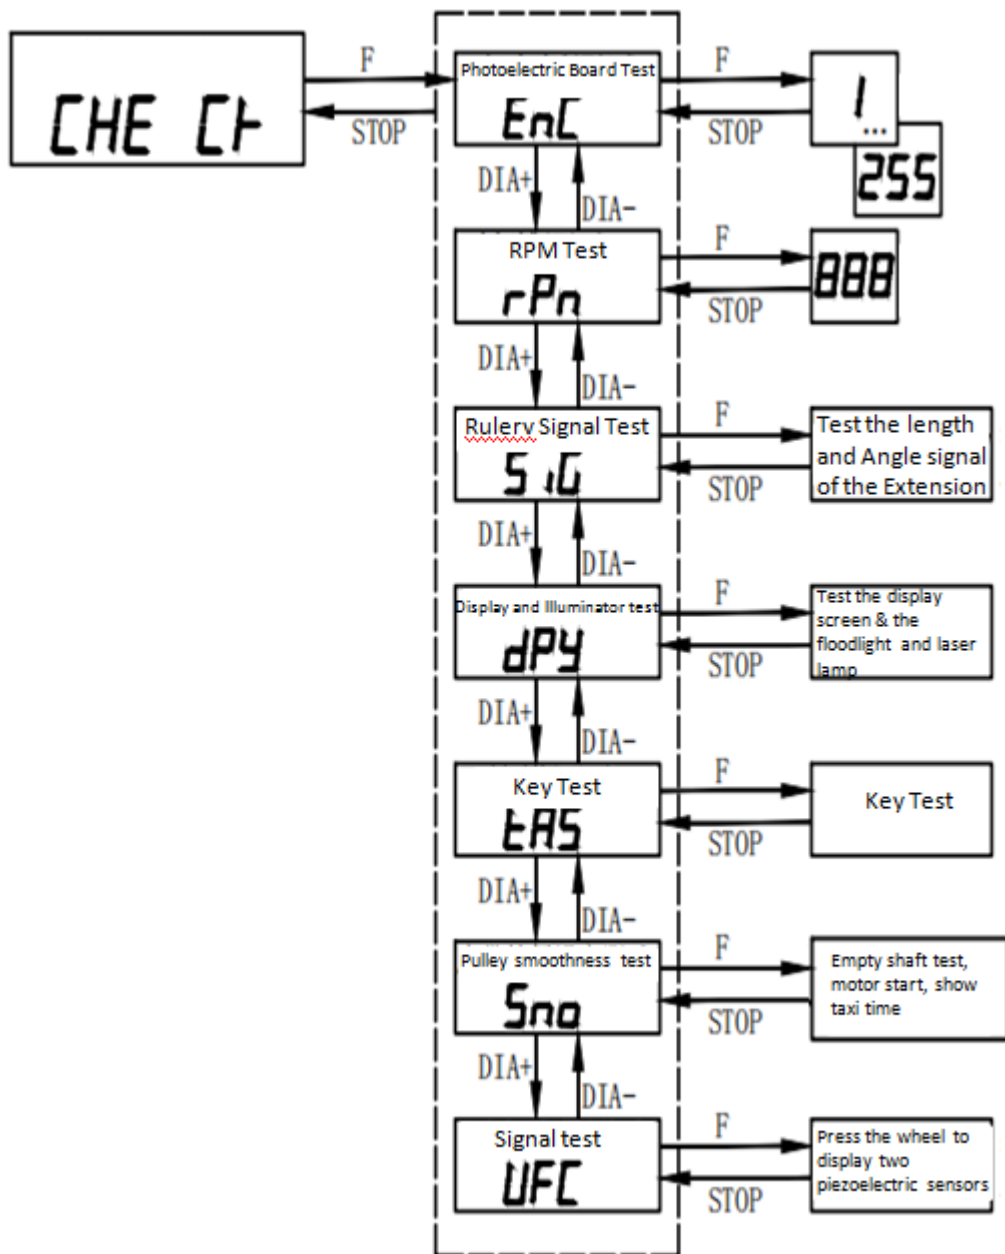 F
CHE CH
STOP
Photoelectric Board Test
EnC
F
STOP
1
...
255
DIA+
DIA-
RPM Test
rPn
F
STOP
888
DIA+
DIA-
Rulerv Signal Test
SiG
F
STOP
Test the length
and Angle signal
of the Extension
DIA+
DIA-
Display and Illuminator test
dPY
F
STOP
Test the display
screen & the
floodlight and laser
lamp
DIA+
DIA-
Key Test
tAS
F
STOP
Key Test
DIA+
DIA-
Pulley smoothness test
Sno
F
STOP
Empty shaft test,
motor start, show
taxi time
DIA+
DIA-
Signal test
UFC
F
STOP
Press the wheel to
display two
piezoelectric sensors